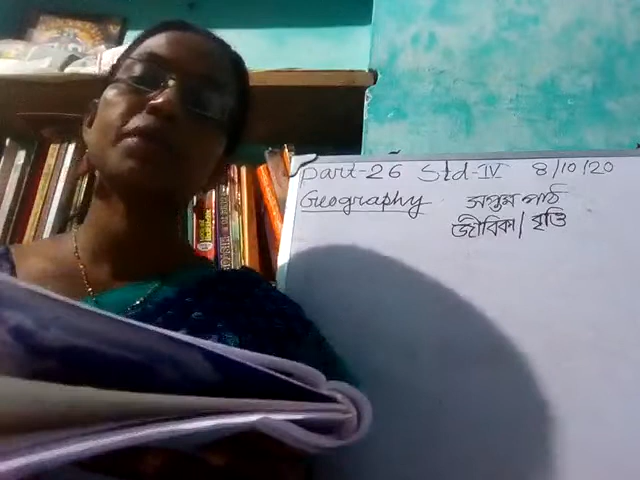 Part-26 Std-IV 8/10/20
Geography সপ্তম পাঠ
জীবিকা / বৃত্তি